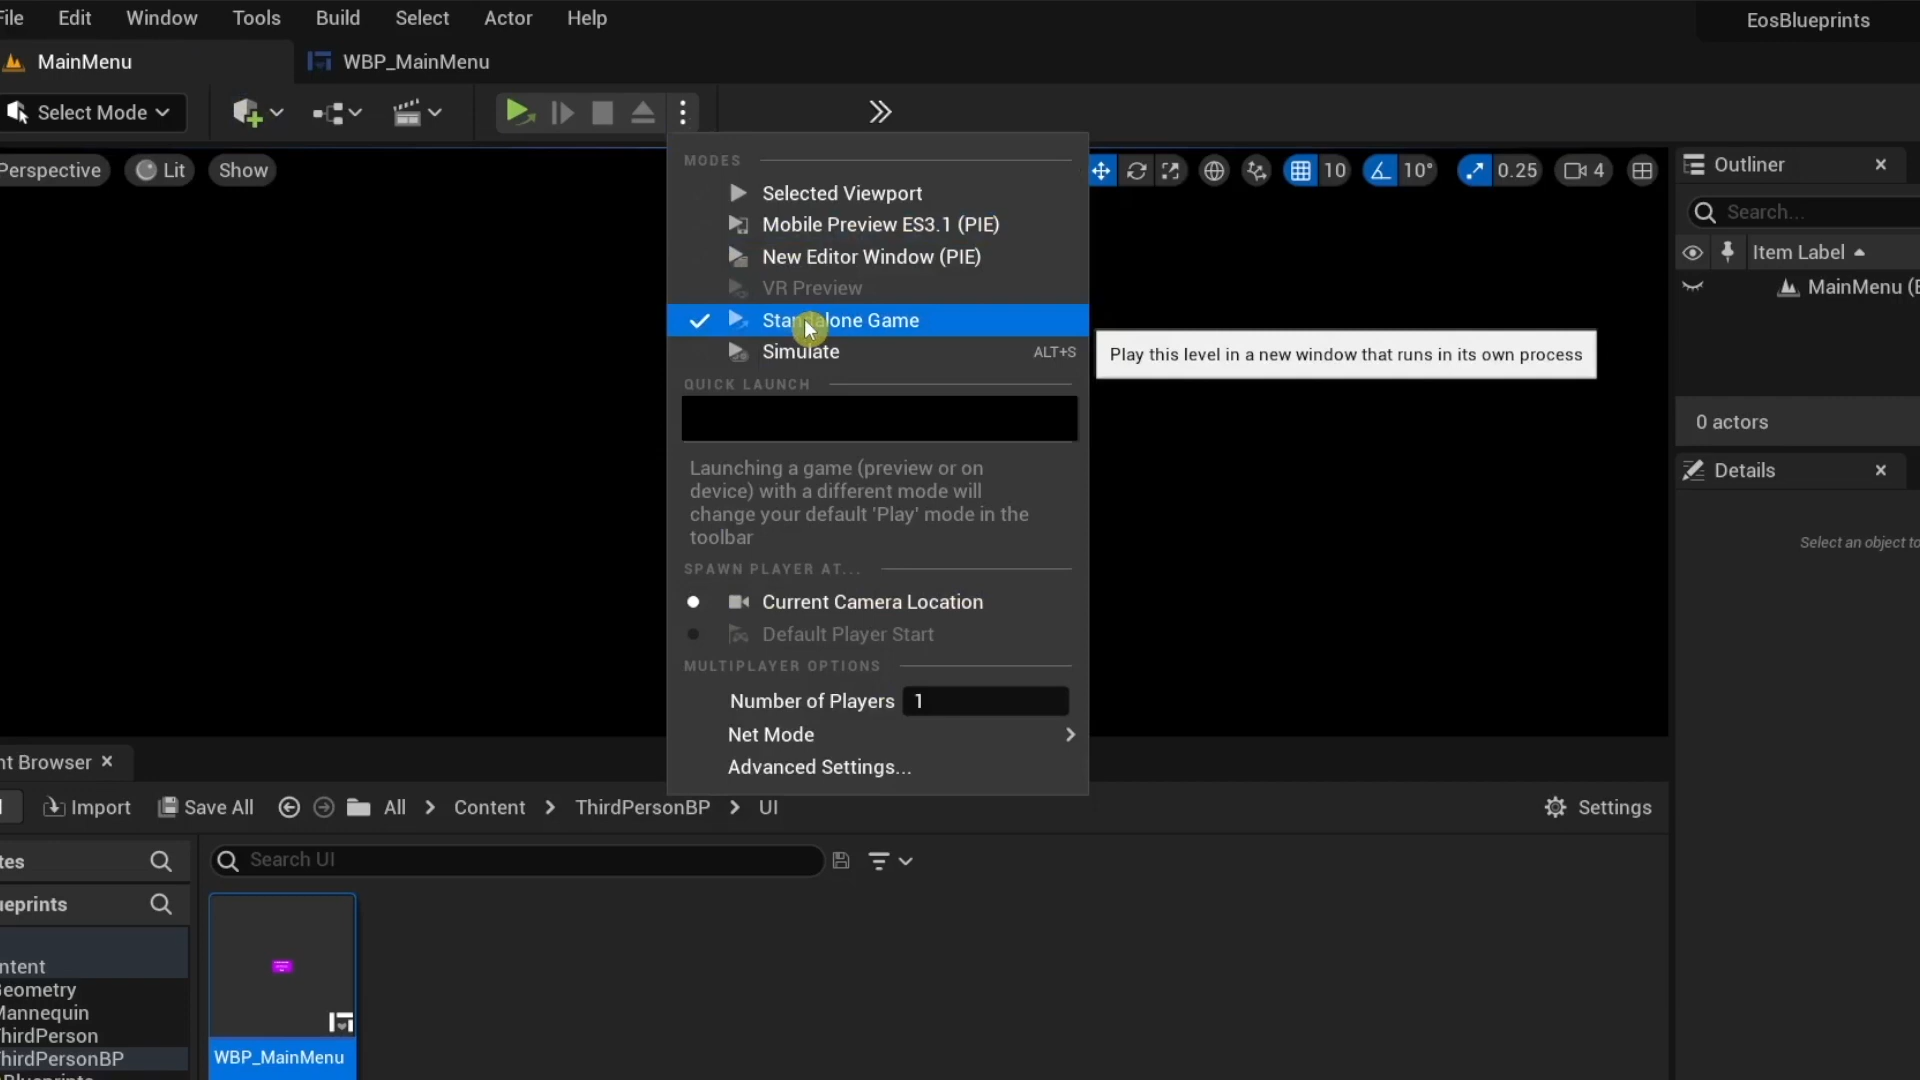 File Edit Window Tools Build Select Actor Help
EosBlueprints
MainMenu
WBP_MainMenu
Select Mode
Perspective
Lit
Show
10
10°
0.25
4
MODES
Selected Viewport
Mobile Preview ES3.1 (PIE)
New Editor Window (PIE)
VR Preview
Standalone Game
Simulate ALT+S
Play this level in a new window that runs in its own process
QUICK LAUNCH
Launching a game (preview or on
device) with a different mode will
change your default 'Play' mode in the
toolbar
SPAWN PLAYER AT...
Current Camera Location
Default Player Start
MULTIPLAYER OPTIONS
Number of Players 1
Net Mode
Advanced Settings...
Outliner
Search...
Item Label
MainMenu (E
0 actors
Details
Select an object to
nt Browser
Import
Save All
All
Content
ThirdPersonBP
UI
Settings
tes
Search UI
ueprints
ntent
Geometry
Mannequin
ThirdPerson
ThirdPersonBP
WBP_MainMenu